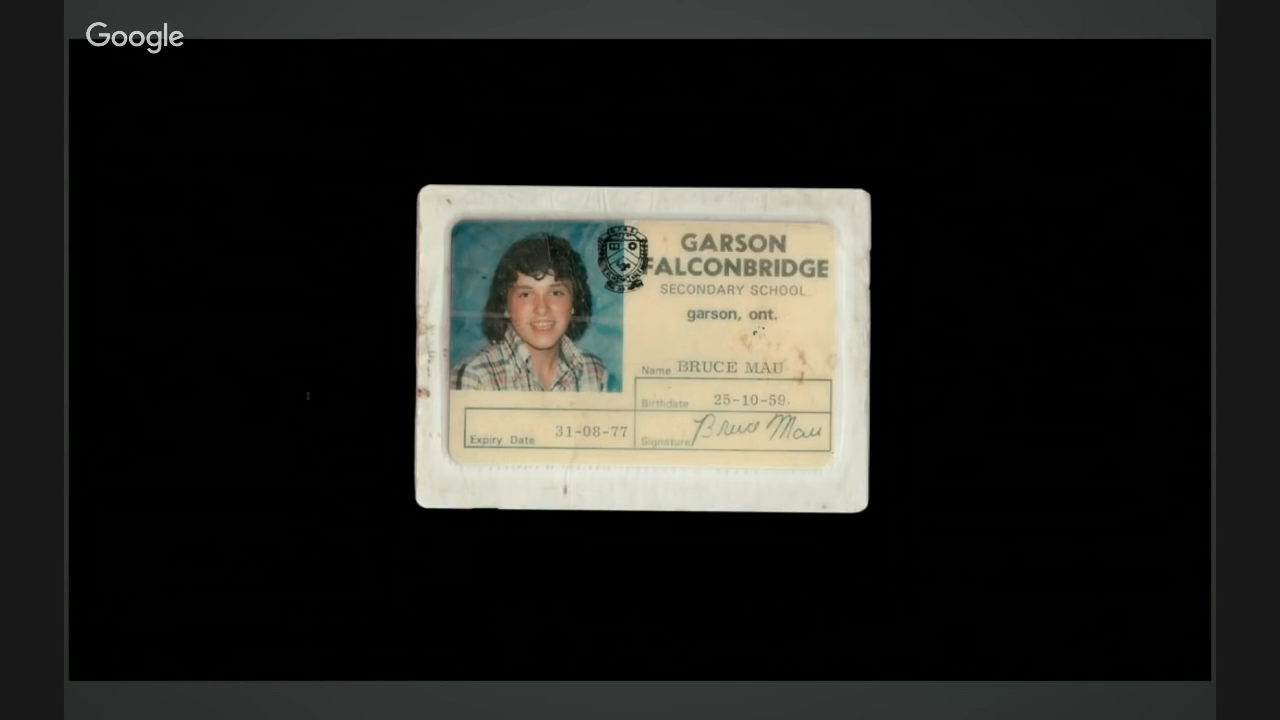 Google
GARSON
FALCONBRIDGE
SECONDARY SCHOOL
garson, ont.
Name BRUCE MAU
Birthdate 25-10-59
Expiry Date 31-08-77
Signature Bruce Mau